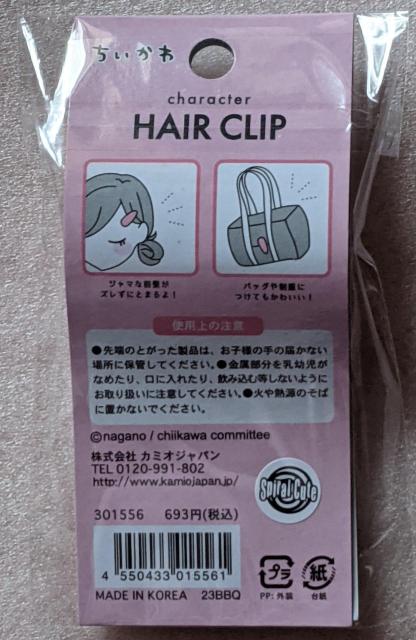 ちいかわ
character
HAIR CLIP
ジャマな前髪が
ズレずにとまるよ！
バッグや制服に
つけてもかわいい！
使用上の注意
●先端のとがった製品は、お子様の手の届かない
場所に保管してください。●金属部分を乳幼児が
なめたり、口に入れたり、飲み込む等しないように
お取り扱いに注意してください。●火や熱源のそば
に置かないでください。
©nagano / chiikawa committee
株式会社 カミオジャパン
TEL 0120-991-802
http://www.kamiojapan.jp/
Spiral Cute
301556 693円(税込)
4 550433 015561
MADE IN KOREA 23BBQ
プラ
PP: 外装
紙
台紙